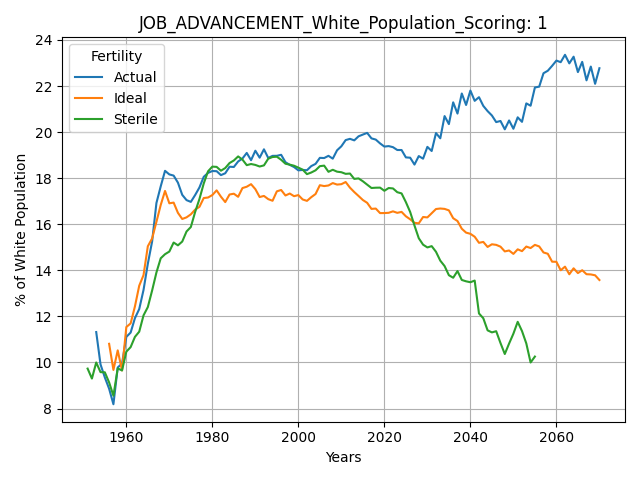 JOB_ADVANCEMENT_White_Population_Scoring: 1
Fertility
Actual
Ideal
Sterile
% of White Population
24
22
20
18
16
14
12
10
8
1960 1980 2000 2020 2040 2060
Years